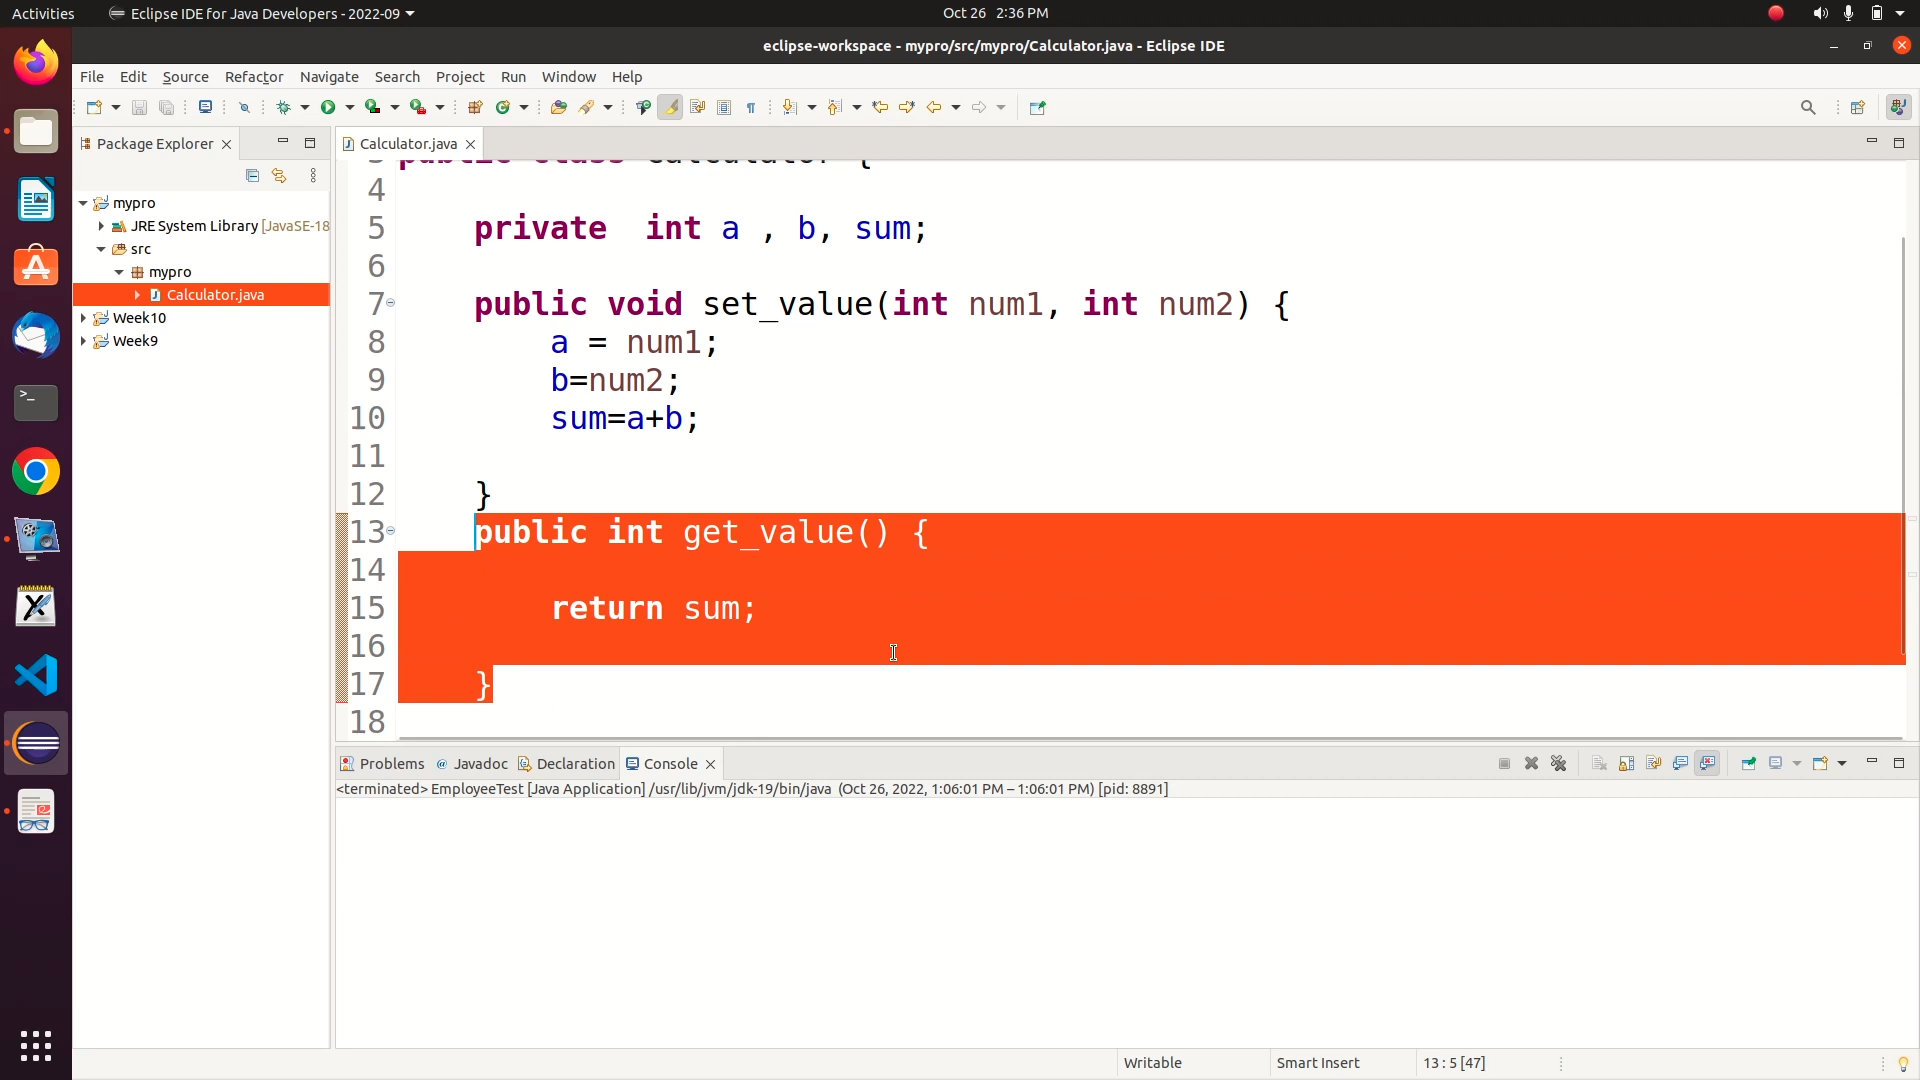 Activities Eclipse IDE for Java Developers - 2022-09 Oct 26 2:36 PM
eclipse-workspace - mypro/src/mypro/Calculator.java - Eclipse IDE
File Edit Source Refactor Navigate Search Project Run Window Help
Package Explorer
mypro
JRE System Library [JavaSE-18
src
mypro
Calculator.java
Week10
Week9
Calculator.java
3 public class Calculator {
4
5 private int a , b, sum;
6
7 public void set_value(int num1, int num2) {
8 a = num1;
9 b=num2;
10 sum=a+b;
11
12 }
13 public int get_value() {
14
15 return sum;
16
17 }
18
Problems @ Javadoc Declaration Console
<terminated> EmployeeTest [Java Application] /usr/lib/jvm/jdk-19/bin/java (Oct 26, 2022, 1:06:01 PM – 1:06:01 PM) [pid: 8891]
Writable Smart Insert 13 : 5 [47]